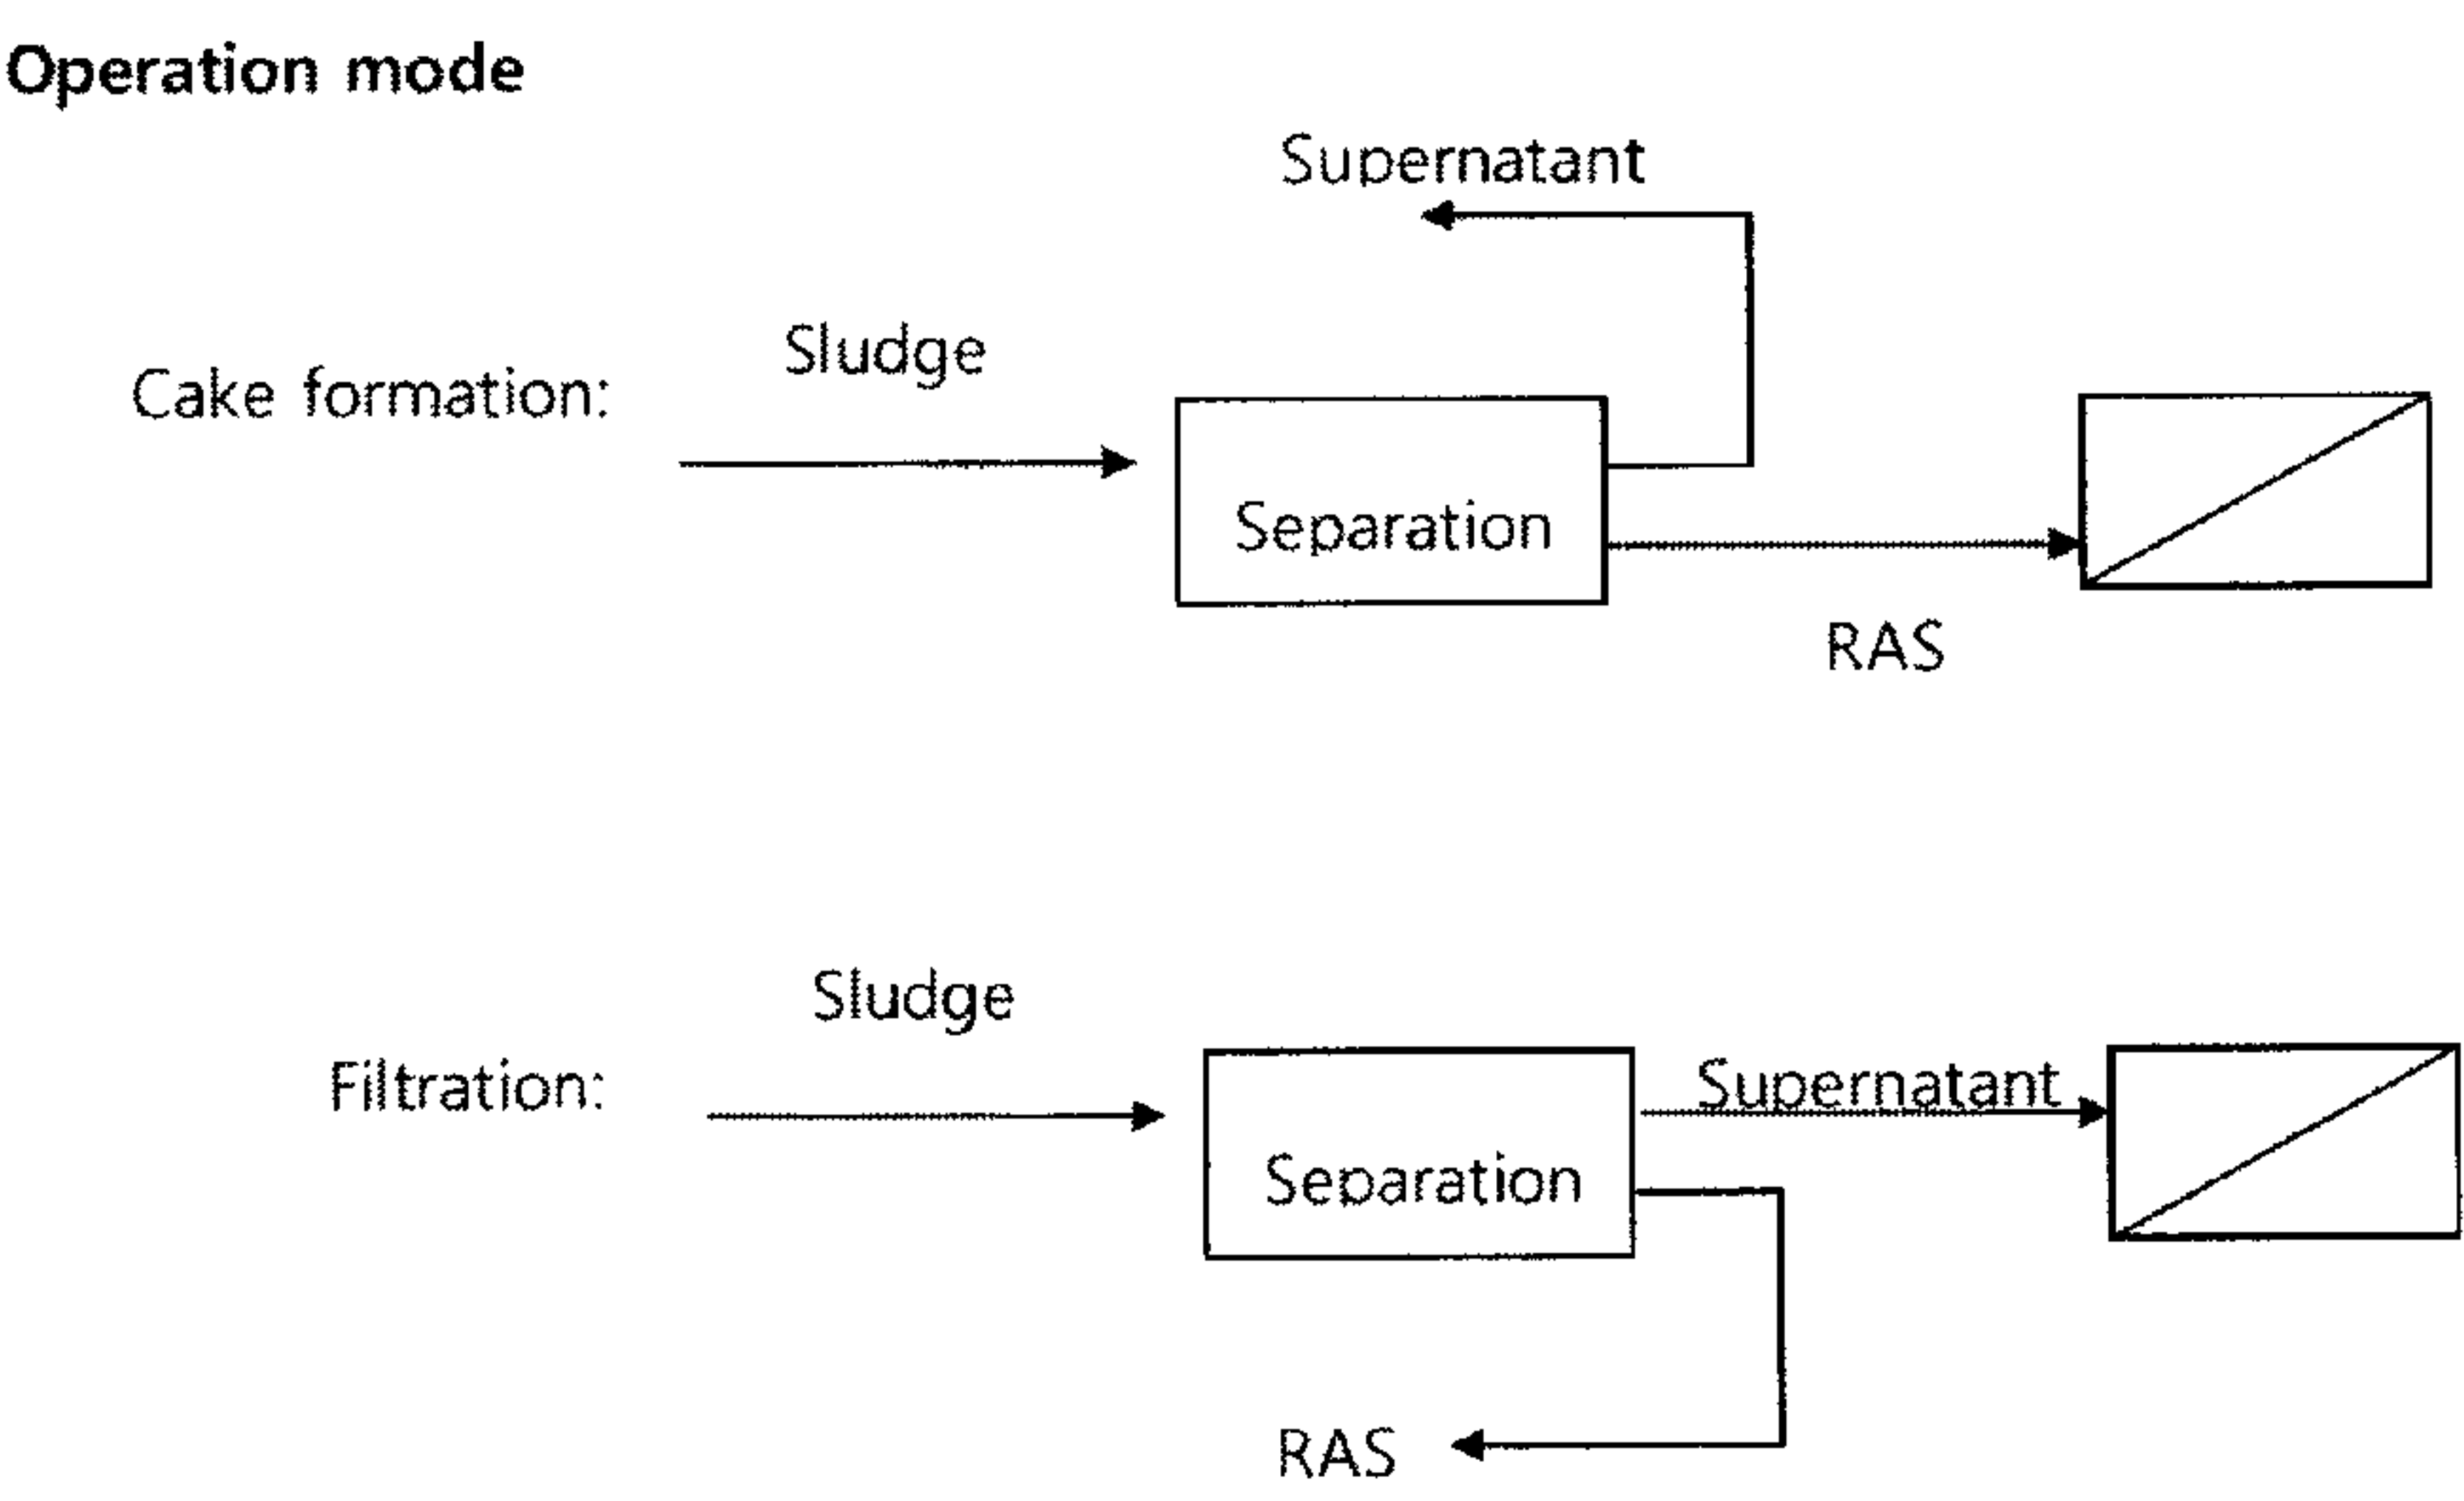 Operation mode
Supernatant
Sludge
Cake formation:
Separation
RAS
Sludge
Filtration:
Supernatant
Separation
RAS